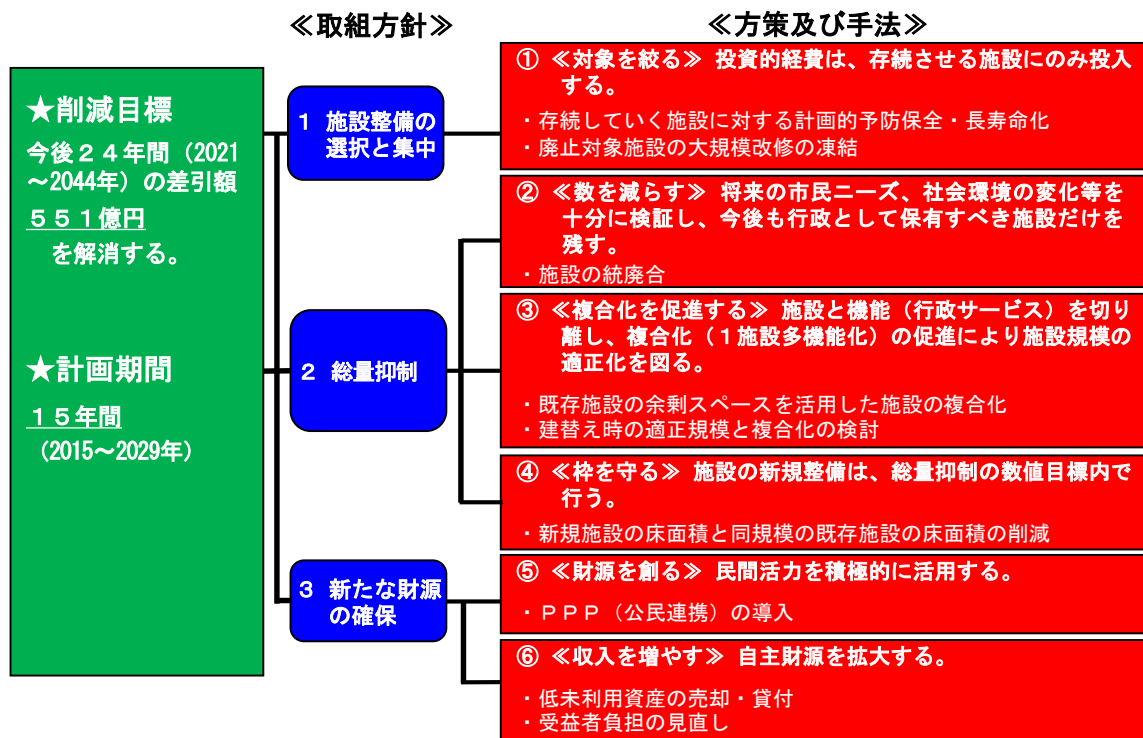 ≪取組方針≫
≪方策及び手法≫
★削減目標
今後２４年間（2021
～2044年）の差引額
５５１億円
を解消する。
★計画期間
１５年間
（2015～2029年）
１ 施設整備の
選択と集中
２ 総量抑制
３ 新たな財源
の確保
① ≪対象を絞る≫ 投資的経費は、存続させる施設にのみ投入
する。
・存続していく施設に対する計画的予防保全・長寿命化
・廃止対象施設の大規模改修の凍結
② ≪数を減らす≫ 将来の市民ニーズ、社会環境の変化等を
十分に検証し、今後も行政として保有すべき施設だけを
残す。
・施設の統廃合
③ ≪複合化を促進する≫ 施設と機能（行政サービス）を切り
離し、複合化（１施設多機能化）の促進により施設規模の
適正化を図る。
・既存施設の余剰スペースを活用した施設の複合化
・建替え時の適正規模と複合化の検討
④ ≪枠を守る≫ 施設の新規整備は、総量抑制の数値目標内で
行う。
・新規施設の床面積と同規模の既存施設の床面積の削減
⑤ ≪財源を創る≫ 民間活力を積極的に活用する。
・ＰＰＰ（公民連携）の導入
⑥ ≪収入を増やす≫ 自主財源を拡大する。
・低未利用資産の売却・貸付
・受益者負担の見直し